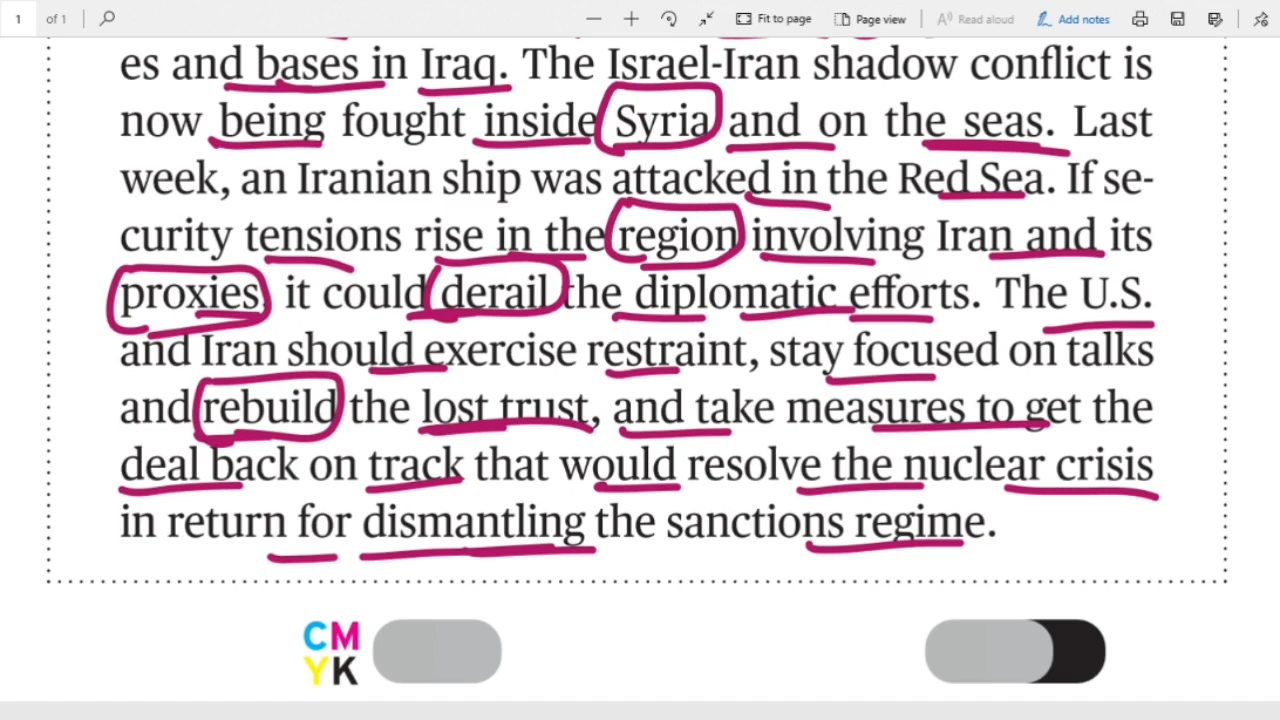 1 of 1 Fit to page Page view Read aloud Add notes
es and bases in Iraq. The Israel-Iran shadow conflict is
now being fought inside Syria and on the seas. Last
week, an Iranian ship was attacked in the Red Sea. If se-
curity tensions rise in the region involving Iran and its
proxies, it could derail the diplomatic efforts. The U.S.
and Iran should exercise restraint, stay focused on talks
and rebuild the lost trust, and take measures to get the
deal back on track that would resolve the nuclear crisis
in return for dismantling the sanctions regime.
CM
YK